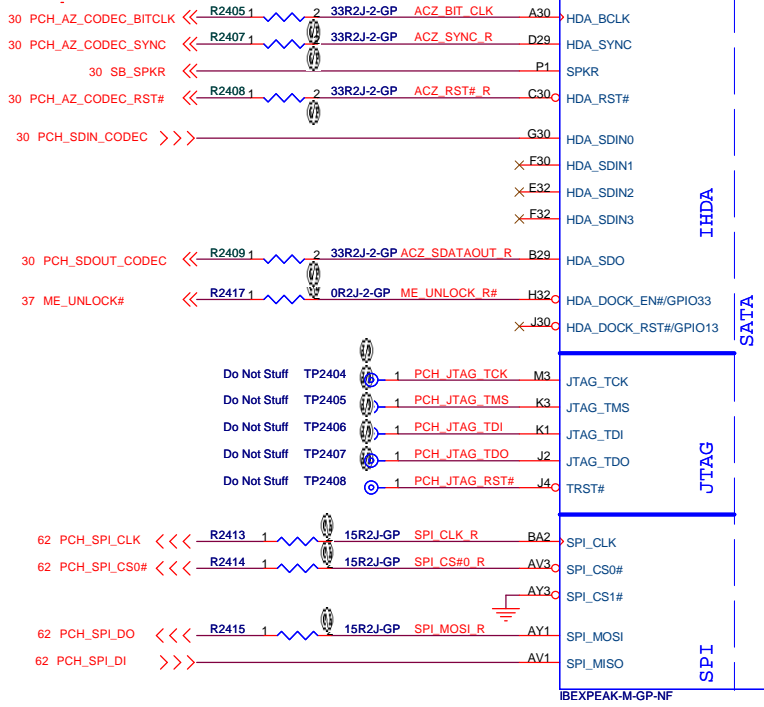 30 PCH_AZ_CODEC_BITCLK R2405 1 2 33R2J-2-GP ACZ_BIT_CLK A30 HDA_BCLK
30 PCH_AZ_CODEC_SYNC R2407 1 2 33R2J-2-GP ACZ_SYNC_R D29 HDA_SYNC
30 SB_SPKR P1 SPKR
30 PCH_AZ_CODEC_RST# R2408 1 2 33R2J-2-GP ACZ_RST#_R C30 HDA_RST#
30 PCH_SDIN_CODEC G30 HDA_SDIN0
F30 HDA_SDIN1
E32 HDA_SDIN2
F32 HDA_SDIN3
IHDA
30 PCH_SDOUT_CODEC R2409 1 2 33R2J-2-GP ACZ_SDATAOUT_R B29 HDA_SDO
37 ME_UNLOCK# R2417 1 2 0R2J-2-GP ME_UNLOCK_R# H32 HDA_DOCK_EN#/GPIO33
J30 HDA_DOCK_RST#/GPIO13
SATA
Do Not Stuff TP2404 1 PCH_JTAG_TCK M3 JTAG_TCK
Do Not Stuff TP2405 1 PCH_JTAG_TMS K3 JTAG_TMS
Do Not Stuff TP2406 1 PCH_JTAG_TDI K1 JTAG_TDI
Do Not Stuff TP2407 1 PCH_JTAG_TDO J2 JTAG_TDO
Do Not Stuff TP2408 1 PCH_JTAG_RST# J4 TRST#
JTAG
62 PCH_SPI_CLK R2413 1 2 15R2J-GP SPI_CLK_R BA2 SPI_CLK
62 PCH_SPI_CS0# R2414 1 2 15R2J-GP SPI_CS#0_R AV3 SPI_CS0#
AY3 SPI_CS1#
62 PCH_SPI_DO R2415 1 2 15R2J-GP SPI_MOSI_R AY1 SPI_MOSI
62 PCH_SPI_DI AV1 SPI_MISO
SPI
IBEXPEAK-M-GP-NF